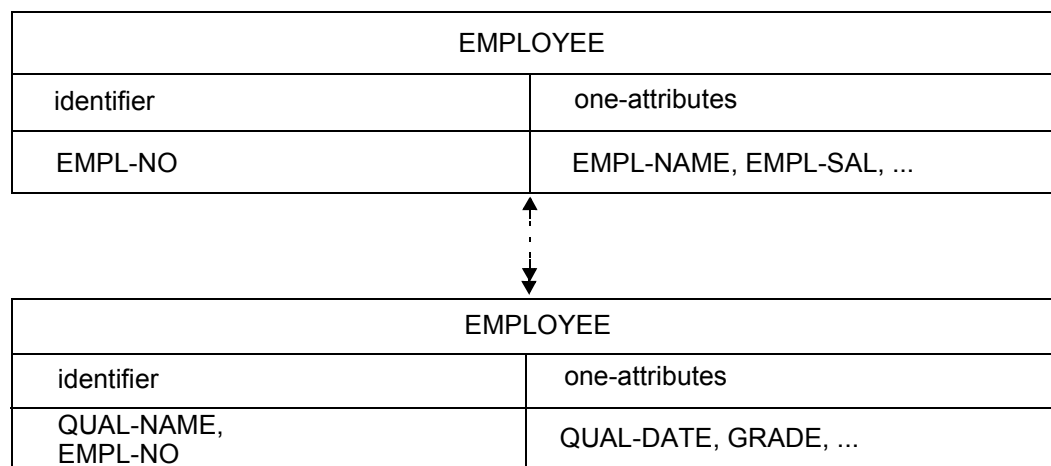 EMPLOYEE
identifier one-attributes
EMPL-NO EMPL-NAME, EMPL-SAL, ...
EMPLOYEE
identifier one-attributes
QUAL-NAME,
EMPL-NO QUAL-DATE, GRADE, ...